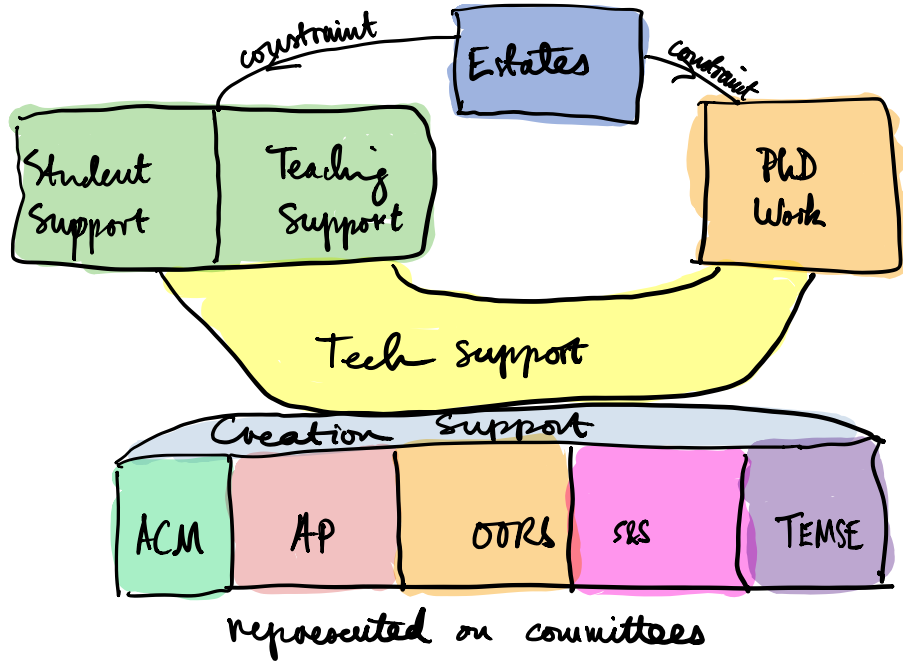 constraint
Estates
constraint
Student
Support
Teaching
Support
PhD
Work
Tech support
Creation Support
ACM
AP
OORS
S&S
TEMSE
represented on committees